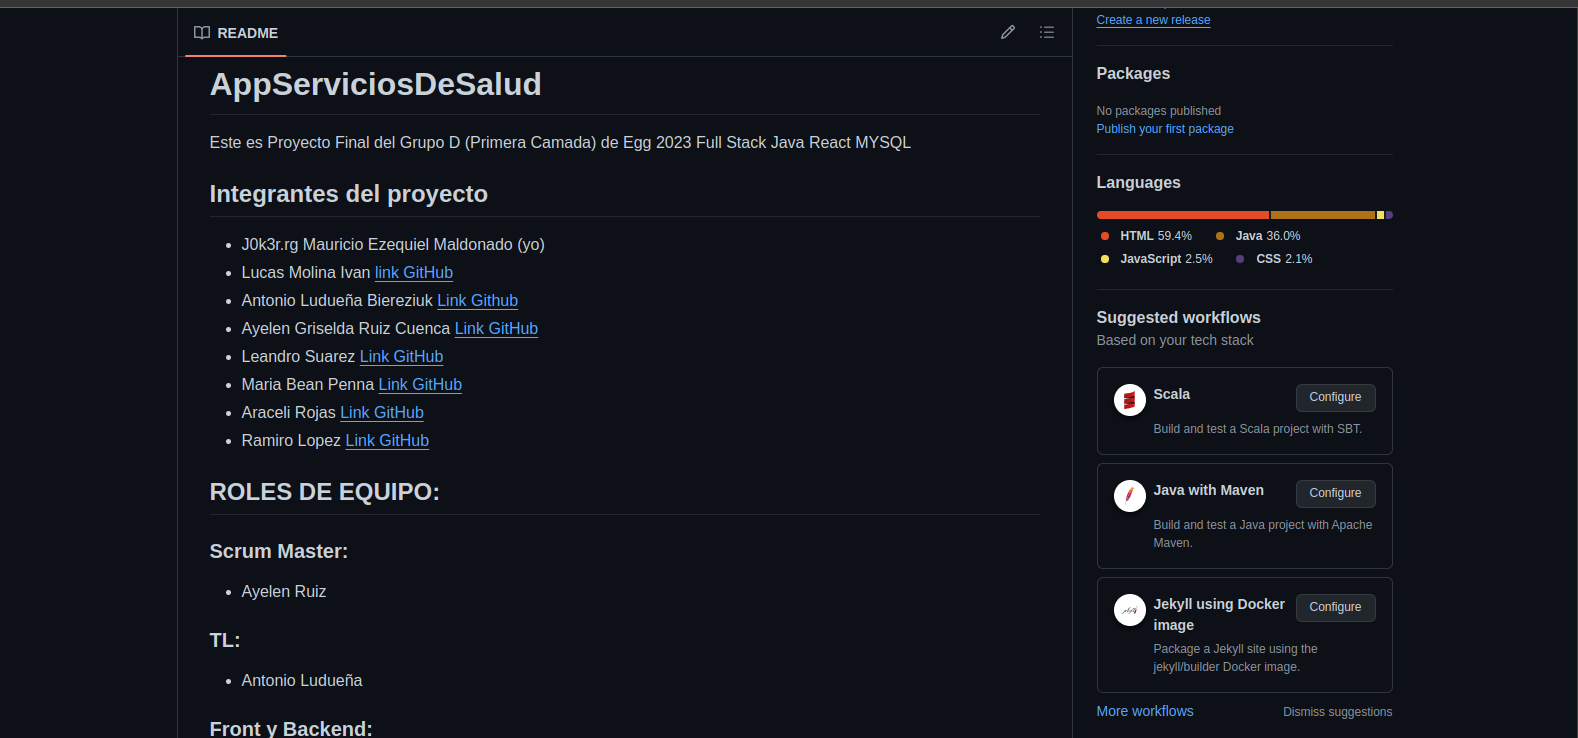 README
AppServiciosDeSalud
Este es Proyecto Final del Grupo D (Primera Camada) de Egg 2023 Full Stack Java React MYSQL
Integrantes del proyecto
J0k3r.rg Mauricio Ezequiel Maldonado (yo)
Lucas Molina Ivan link GitHub
Antonio Ludueña Biereziuk Link Github
Ayelen Griselda Ruiz Cuenca Link GitHub
Leandro Suarez Link GitHub
Maria Bean Penna Link GitHub
Araceli Rojas Link GitHub
Ramiro Lopez Link GitHub
ROLES DE EQUIPO:
Scrum Master:
Ayelen Ruiz
TL:
Antonio Ludueña
Front y Backend:
Create a new release
Packages
No packages published
Publish your first package
Languages
HTML 59.4% Java 36.0%
JavaScript 2.5% CSS 2.1%
Suggested workflows
Based on your tech stack
Scala Configure
Build and test a Scala project with SBT.
Java with Maven Configure
Build and test a Java project with Apache
Maven.
Jekyll using Docker Configure
image
Package a Jekyll site using the
jekyll/builder Docker image.
More workflows Dismiss suggestions